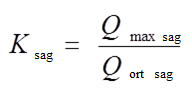 K sag = Q max sag
Q ort sag